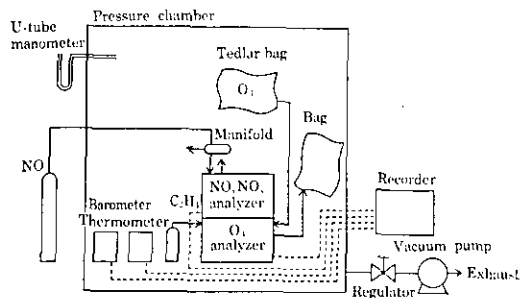 Pressure chamber
U-tube
manometer
Tedlar bag
O₃
Bag
Manifold
NO
C₂H₄
NO, NO₂
analyzer
Recorder
Barometer
Thermometer
O₃
analyzer
Vacuum pump
Exhaust
Regulator